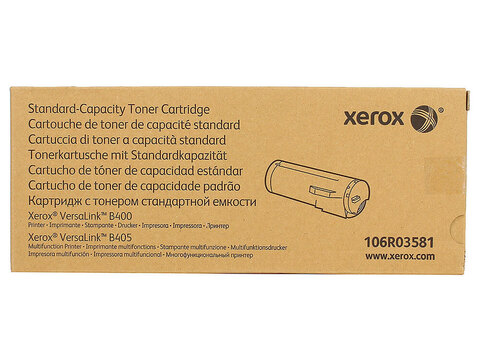 Standard-Capacity Toner Cartridge
Cartouche de toner de capacité standard
Cartuccia di toner a capacità standard
Tonerkartusche mit Standardkapazität
Cartucho de tóner de capacidad estándar
Cartucho de toner de capacidade padrão
Картридж с тонером стандартной емкости
Xerox® VersaLink™ B400
Printer • Imprimante • Stampante • Drucker • Impresora • Impressora • Принтер
Xerox® VersaLink™ B405
Multifunction Printer • Imprimante multifonctions • Stampante multifunzione • Multifunktionsdrucker
Impresora multifunción • Impressora multifuncional • Многофункциональный принтер
xerox
106R03581
www.xerox.com